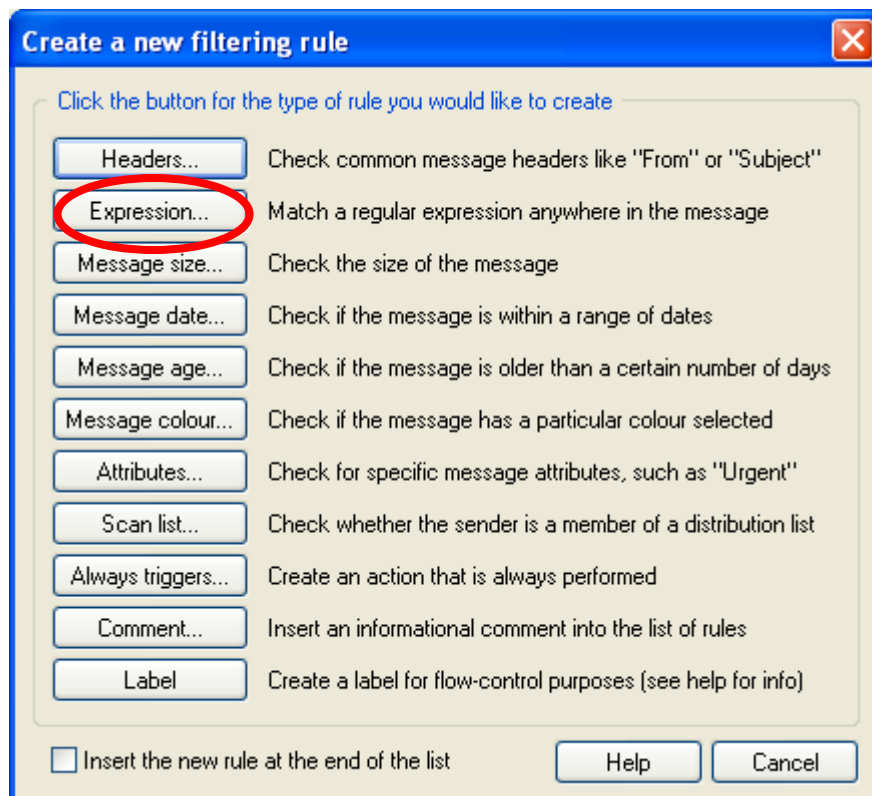 Create a new filtering rule
Click the button for the type of rule you would like to create
Headers... Check common message headers like "From" or "Subject"
Expression... Match a regular expression anywhere in the message
Message size... Check the size of the message
Message date... Check if the message is within a range of dates
Message age... Check if the message is older than a certain number of days
Message colour... Check if the message has a particular colour selected
Attributes... Check for specific message attributes, such as "Urgent"
Scan list... Check whether the sender is a member of a distribution list
Always triggers... Create an action that is always performed
Comment... Insert an informational comment into the list of rules
Label Create a label for flow-control purposes (see help for info)
Insert the new rule at the end of the list Help Cancel